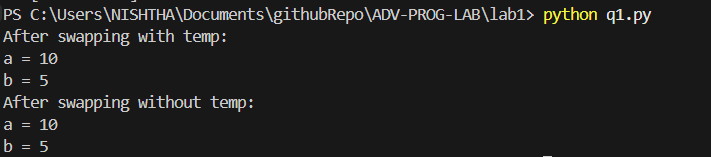 PS C:\Users\NISHTHA\Documents\githubRepo\ADV-PROG-LAB\lab1> python q1.py
After swapping with temp:
a = 10
b = 5
After swapping without temp:
a = 10
b = 5